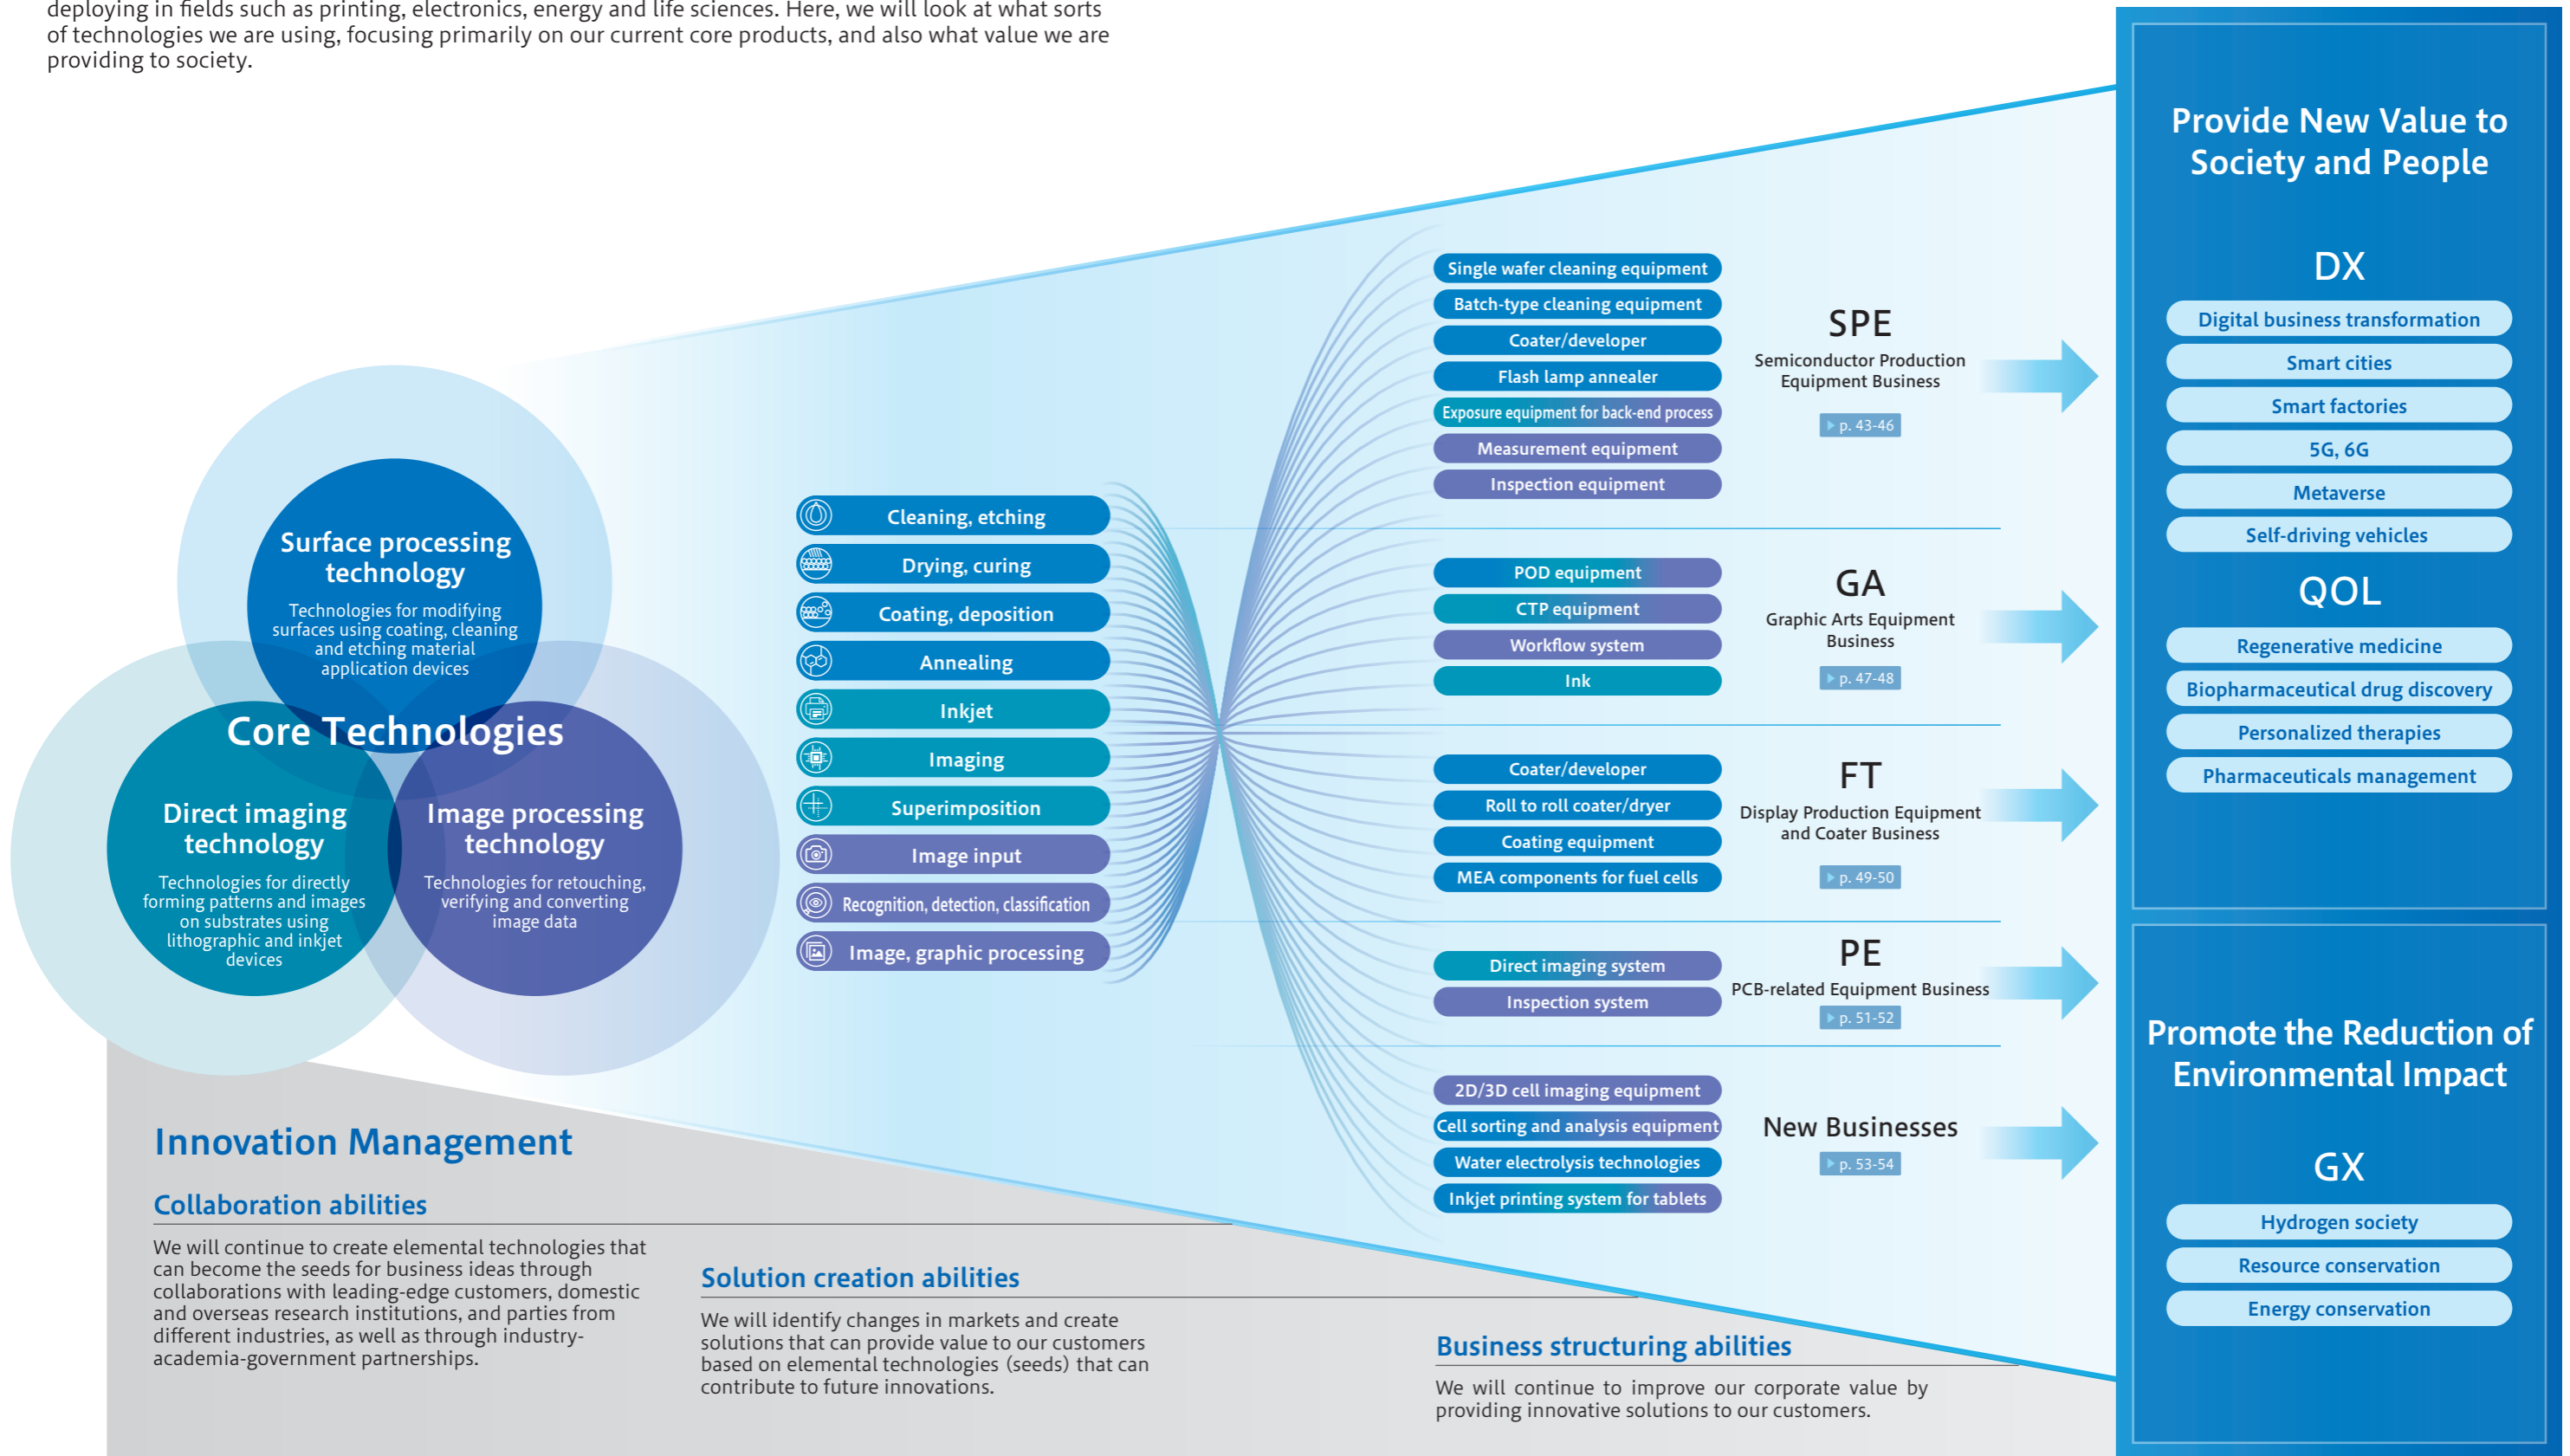 deploying in fields such as printing, electronics, energy and life sciences. Here, we will look at what sorts
of technologies we are using, focusing primarily on our current core products, and also what value we are
providing to society.
Core Technologies
Surface processing
technology
Technologies for modifying
surfaces using coating, cleaning
and etching material
application devices
Direct imaging
technology
Technologies for directly
forming patterns and images
on substrates using
lithographic and inkjet
devices
Image processing
technology
Technologies for retouching,
verifying and converting
image data
Cleaning, etching
Drying, curing
Coating, deposition
Annealing
Inkjet
Imaging
Superimposition
Image input
Recognition, detection, classification
Image, graphic processing
Single wafer cleaning equipment
Batch-type cleaning equipment
Coater/developer
Flash lamp annealer
Exposure equipment for back-end process
Measurement equipment
Inspection equipment
SPE
Semiconductor Production
Equipment Business
p. 43-46
POD equipment
CTP equipment
Workflow system
Ink
GA
Graphic Arts Equipment
Business
p. 47-48
Coater/developer
Roll to roll coater/dryer
Coating equipment
MEA components for fuel cells
FT
Display Production Equipment
and Coater Business
p. 49-50
Direct imaging system
Inspection system
PE
PCB-related Equipment Business
p. 51-52
2D/3D cell imaging equipment
Cell sorting and analysis equipment
Water electrolysis technologies
Inkjet printing system for tablets
New Businesses
p. 53-54
Provide New Value to
Society and People
DX
Digital business transformation
Smart cities
Smart factories
5G, 6G
Metaverse
Self-driving vehicles
QOL
Regenerative medicine
Biopharmaceutical drug discovery
Personalized therapies
Pharmaceuticals management
Promote the Reduction of
Environmental Impact
GX
Hydrogen society
Resource conservation
Energy conservation
Innovation Management
Collaboration abilities
We will continue to create elemental technologies that
can become the seeds for business ideas through
collaborations with leading-edge customers, domestic
and overseas research institutions, and parties from
different industries, as well as through industry-
academia-government partnerships.
Solution creation abilities
We will identify changes in markets and create
solutions that can provide value to our customers
based on elemental technologies (seeds) that can
contribute to future innovations.
Business structuring abilities
We will continue to improve our corporate value by
providing innovative solutions to our customers.